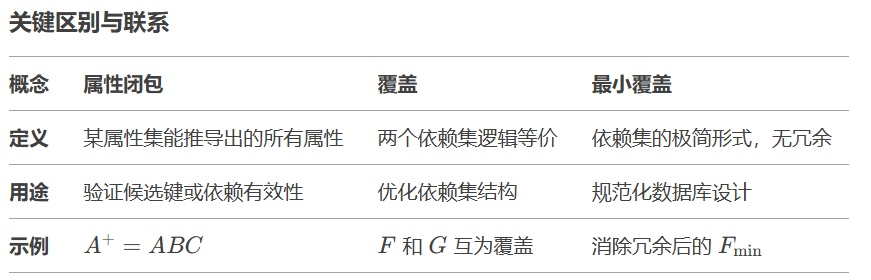 关键区别与联系
概念 属性闭包 覆盖 最小覆盖
定义 某属性集能推导出的所有属性 两个依赖集逻辑等价 依赖集的极简形式，无冗余
用途 验证候选键或依赖有效性 优化依赖集结构 规范化数据库设计
示例 A⁺ = ABC F 和 G 互为覆盖 消除冗余后的 F_min